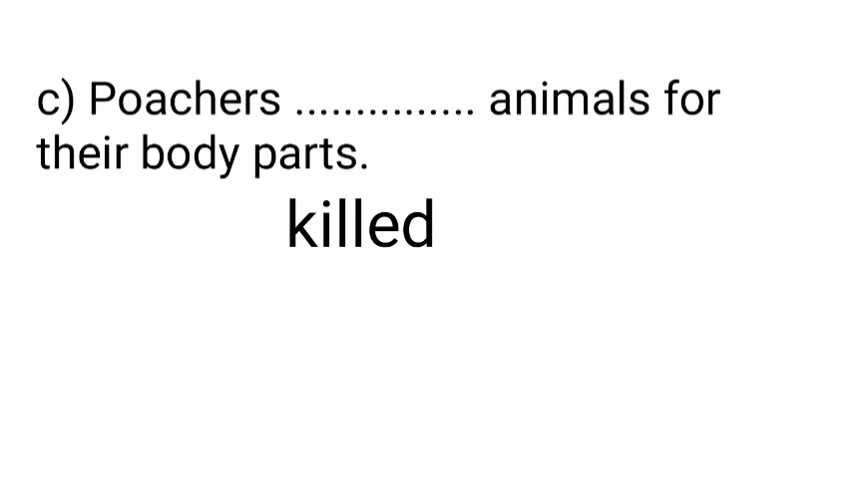 c) Poachers ............... animals for
their body parts.
killed